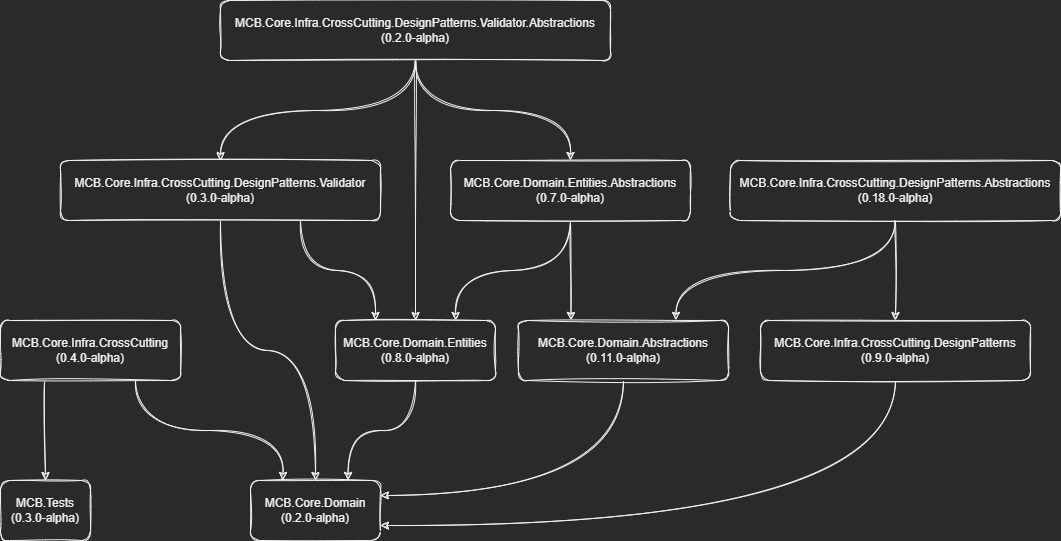 MCB.Core.Infra.CrossCutting.DesignPatterns.Validator.Abstractions
(0.2.0-alpha)
MCB.Core.Infra.CrossCutting.DesignPatterns.Validator
(0.3.0-alpha)
MCB.Core.Domain.Entities.Abstractions
(0.7.0-alpha)
MCB.Core.Infra.CrossCutting.DesignPatterns.Abstractions
(0.18.0-alpha)
MCB.Core.Infra.CrossCutting
(0.4.0-alpha)
MCB.Core.Domain.Entities
(0.8.0-alpha)
MCB.Core.Domain.Abstractions
(0.11.0-alpha)
MCB.Core.Infra.CrossCutting.DesignPatterns
(0.9.0-alpha)
MCB.Tests
(0.3.0-alpha)
MCB.Core.Domain
(0.2.0-alpha)